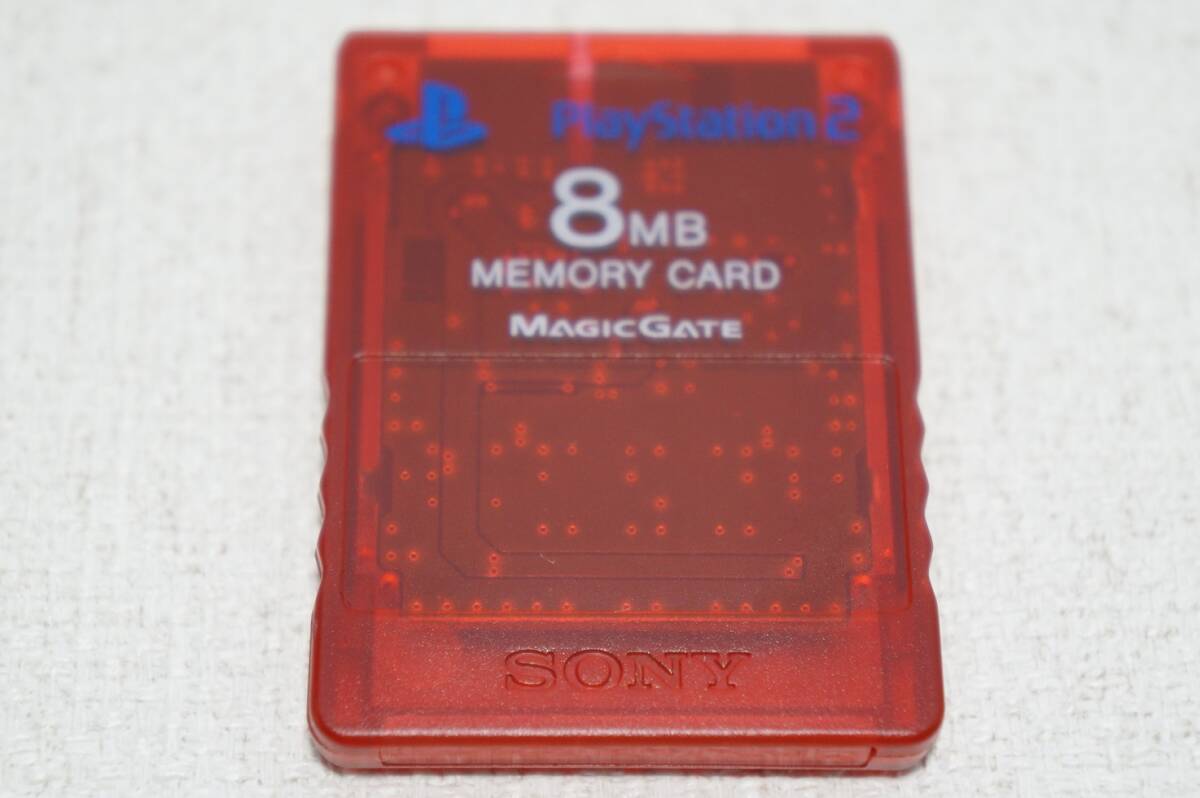 PlayStation 2
8MB
MEMORY CARD
MAGICGATE
SONY